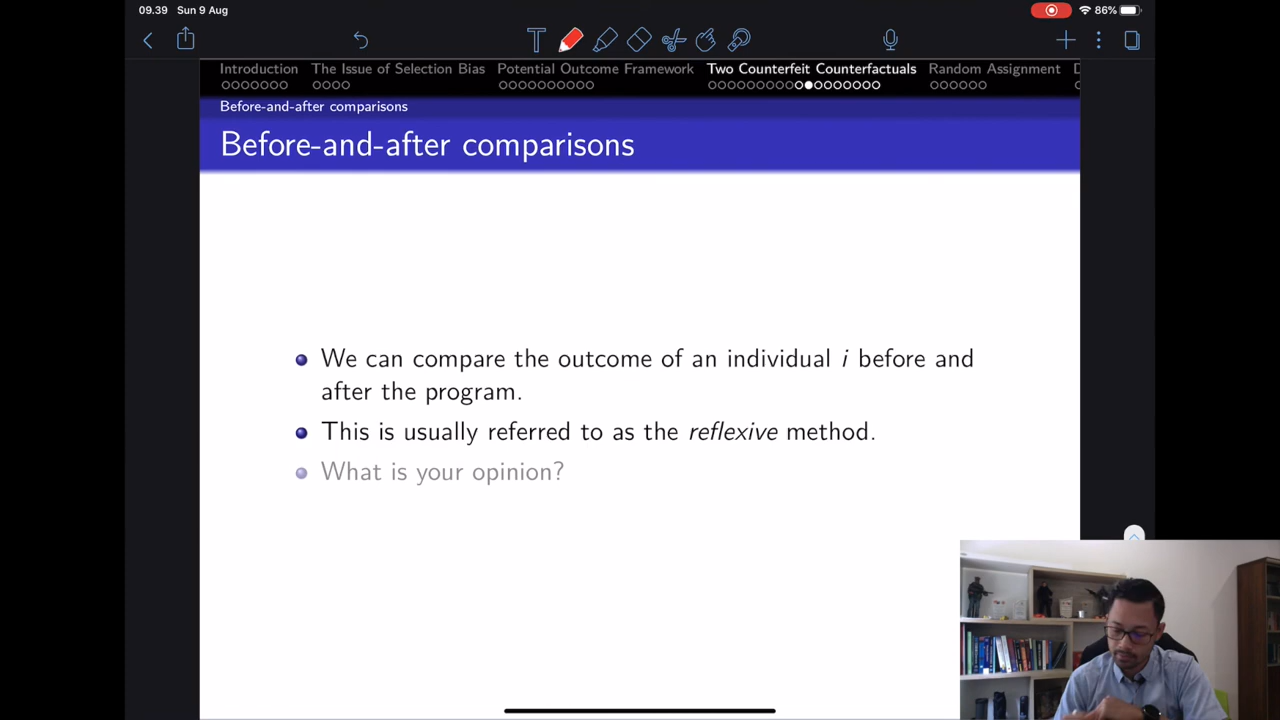 09.39 Sun 9 Aug
86%
Introduction The Issue of Selection Bias Potential Outcome Framework Two Counterfeit Counterfactuals Random Assignment D
Before-and-after comparisons
Before-and-after comparisons
We can compare the outcome of an individual i before and
after the program.
This is usually referred to as the reflexive method.
What is your opinion?